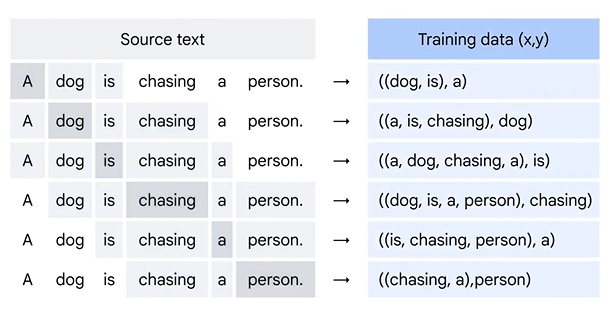 Source text Training data (x,y)
A dog is chasing a person. → ((dog, is), a)
A dog is chasing a person. → ((a, is, chasing), dog)
A dog is chasing a person. → ((a, dog, chasing, a), is)
A dog is chasing a person. → ((dog, is, a, person), chasing)
A dog is chasing a person. → ((is, chasing, person), a)
A dog is chasing a person. → ((chasing, a),person)